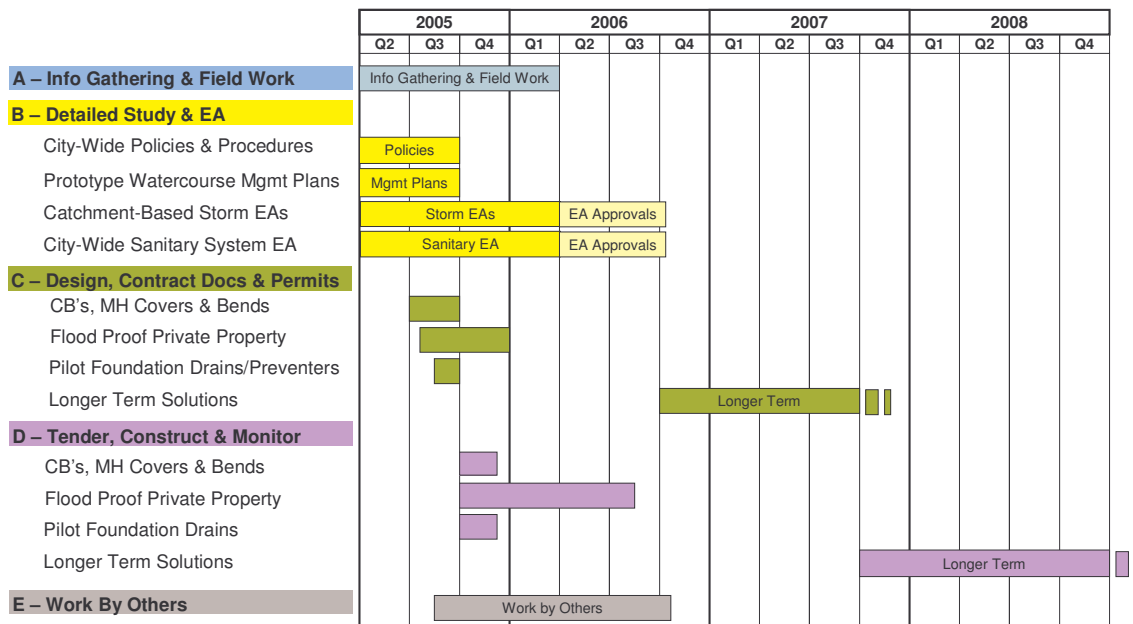 2005 2006 2007 2008
Q2 Q3 Q4 Q1 Q2 Q3 Q4 Q1 Q2 Q3 Q4 Q1 Q2 Q3 Q4
A – Info Gathering & Field Work Info Gathering & Field Work
B – Detailed Study & EA
City-Wide Policies & Procedures Policies
Prototype Watercourse Mgmt Plans Mgmt Plans
Catchment-Based Storm EAs Storm EAs EA Approvals
City-Wide Sanitary System EA Sanitary EA EA Approvals
C – Design, Contract Docs & Permits
CB's, MH Covers & Bends
Flood Proof Private Property
Pilot Foundation Drains/Preventers
Longer Term Solutions Longer Term
D – Tender, Construct & Monitor
CB's, MH Covers & Bends
Flood Proof Private Property
Pilot Foundation Drains
Longer Term Solutions Longer Term
E – Work By Others Work by Others